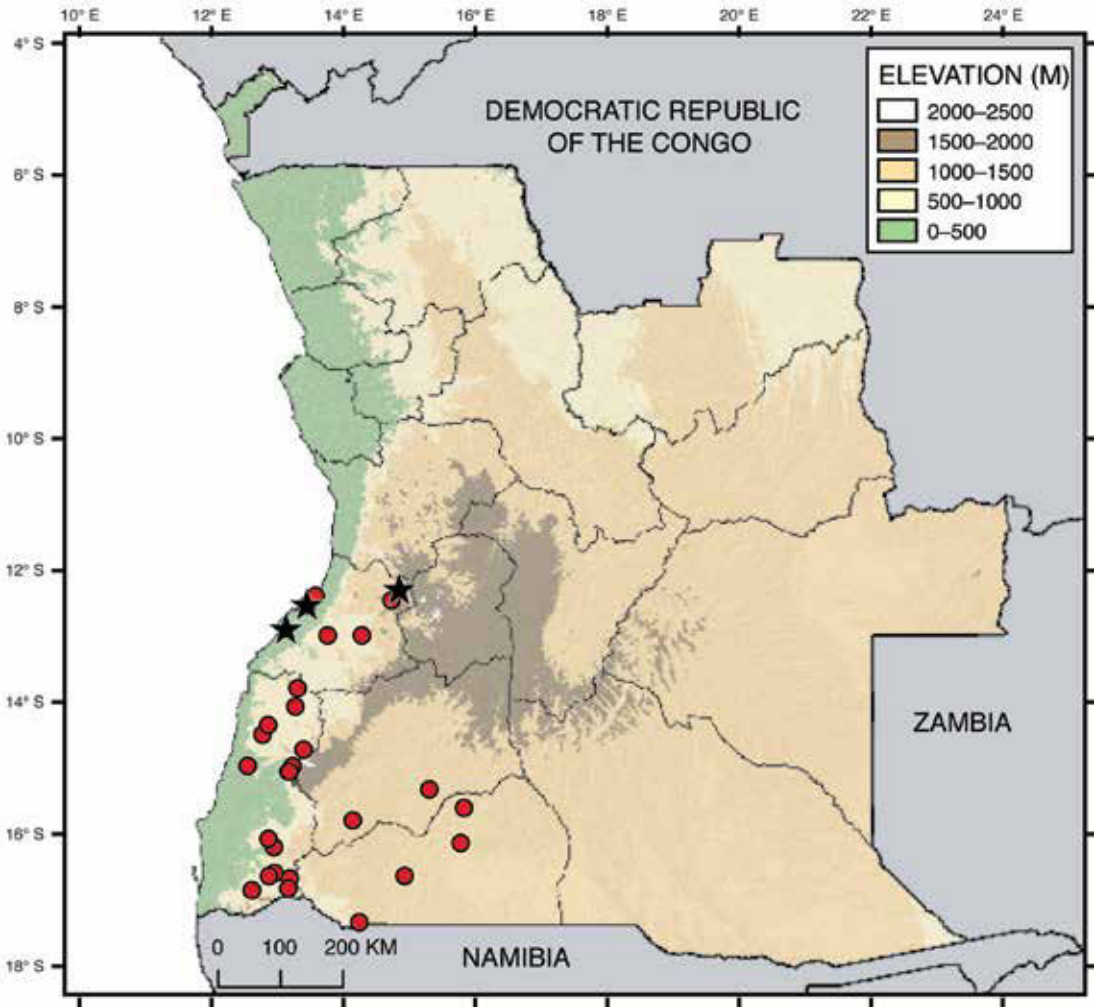 10° E 12° E 14° E 16° E 18° E 20° E 22° E 24° E
4° S
6° S
8° S
10° S
12° S
14° S
16° S
18° S
ELEVATION (M)
2000–2500
1500–2000
1000–1500
500–1000
0–500
DEMOCRATIC REPUBLIC
OF THE CONGO
ZAMBIA
NAMIBIA
0 100 200 KM